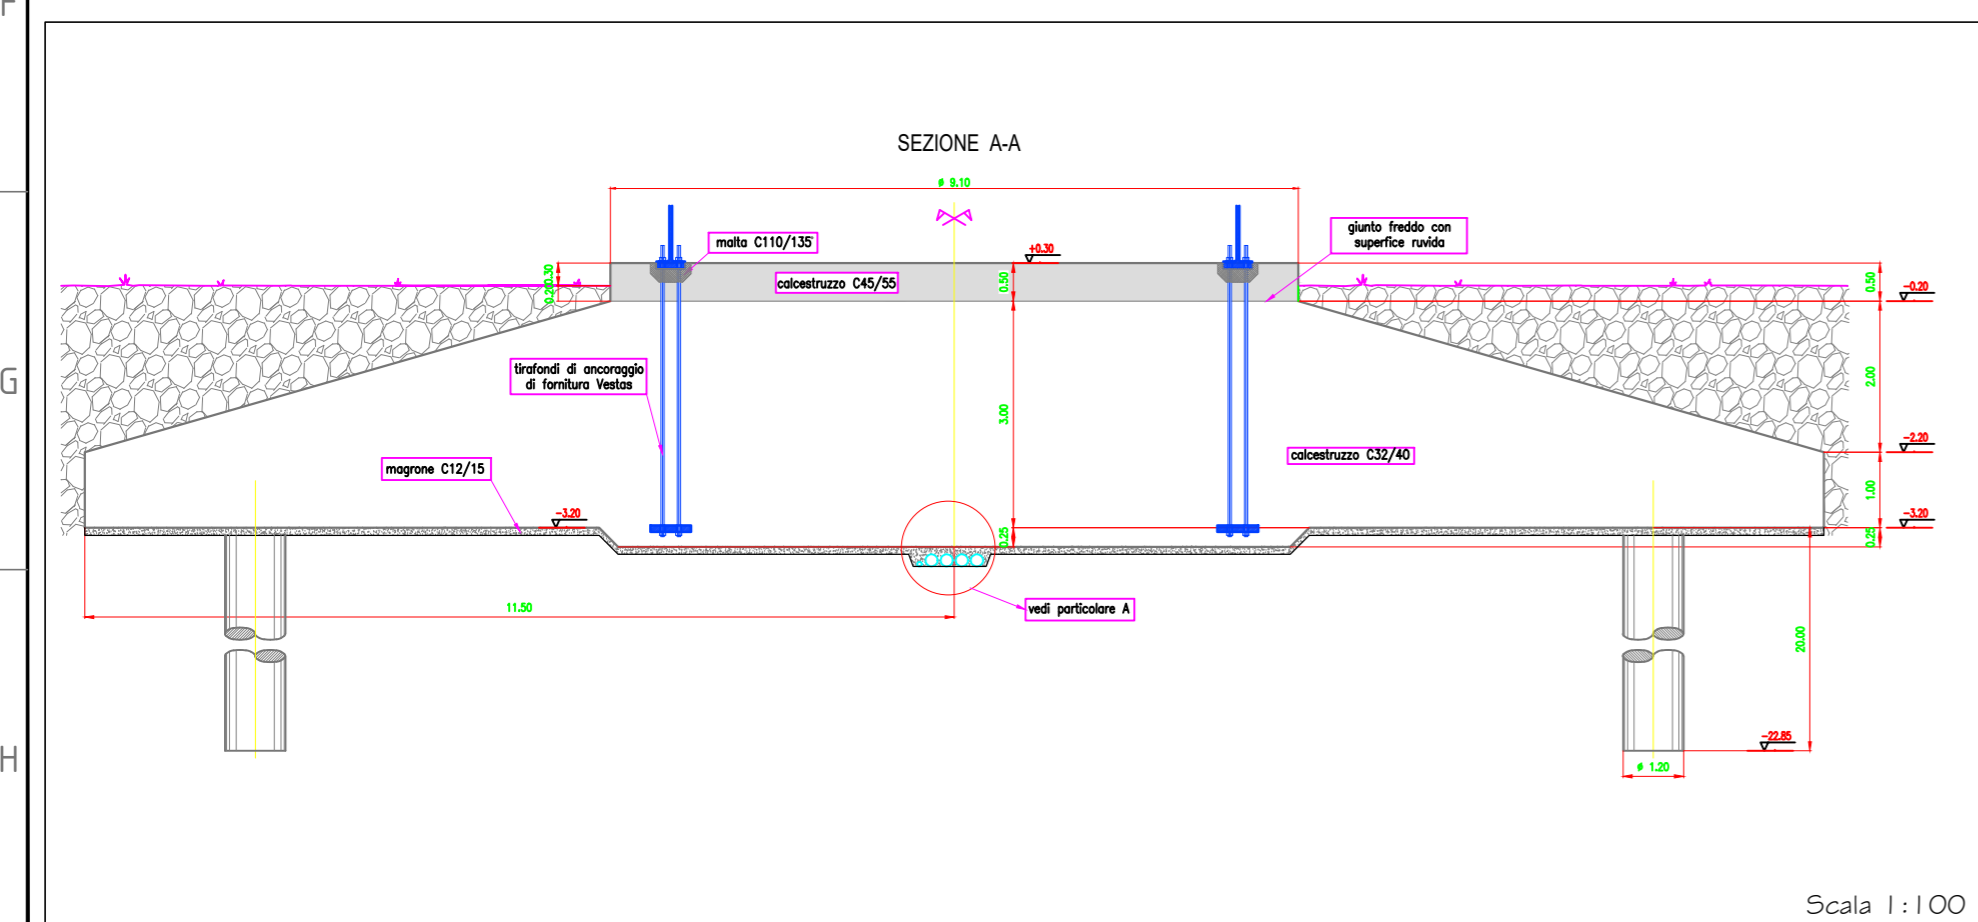 F
SEZIONE A-A
ø 9.10
malta C110/135
giunto freddo con
superfice ruvida
+0.30
0.30
0.20
calcestruzzo C45/55
0.50
0.50
-0.20
G
tirafondi di ancoraggio
di fornitura Vestas
2.00
3.00
-2.20
magrone C12/15
calcestruzzo C32/40
1.00
-3.20
-3.20
0.25
0.25
11.50
vedi particolare A
20.00
H
-22.85
ø 1.20
Scala 1:100